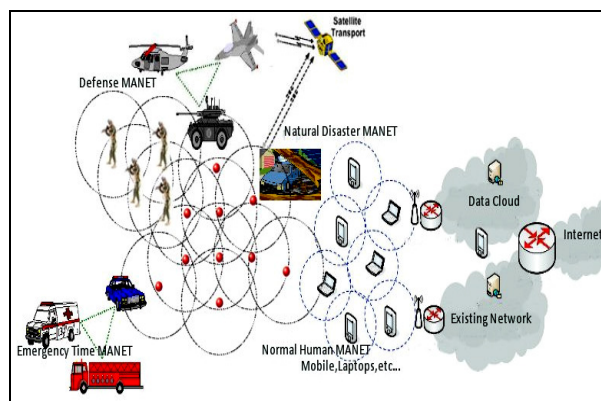 Satellite
Transport
Defense MANET
Natural Disaster MANET
Data Cloud
Internet
Existing Network
Emergency Time MANET
Normal Human MANET
Mobile,Laptops,etc...